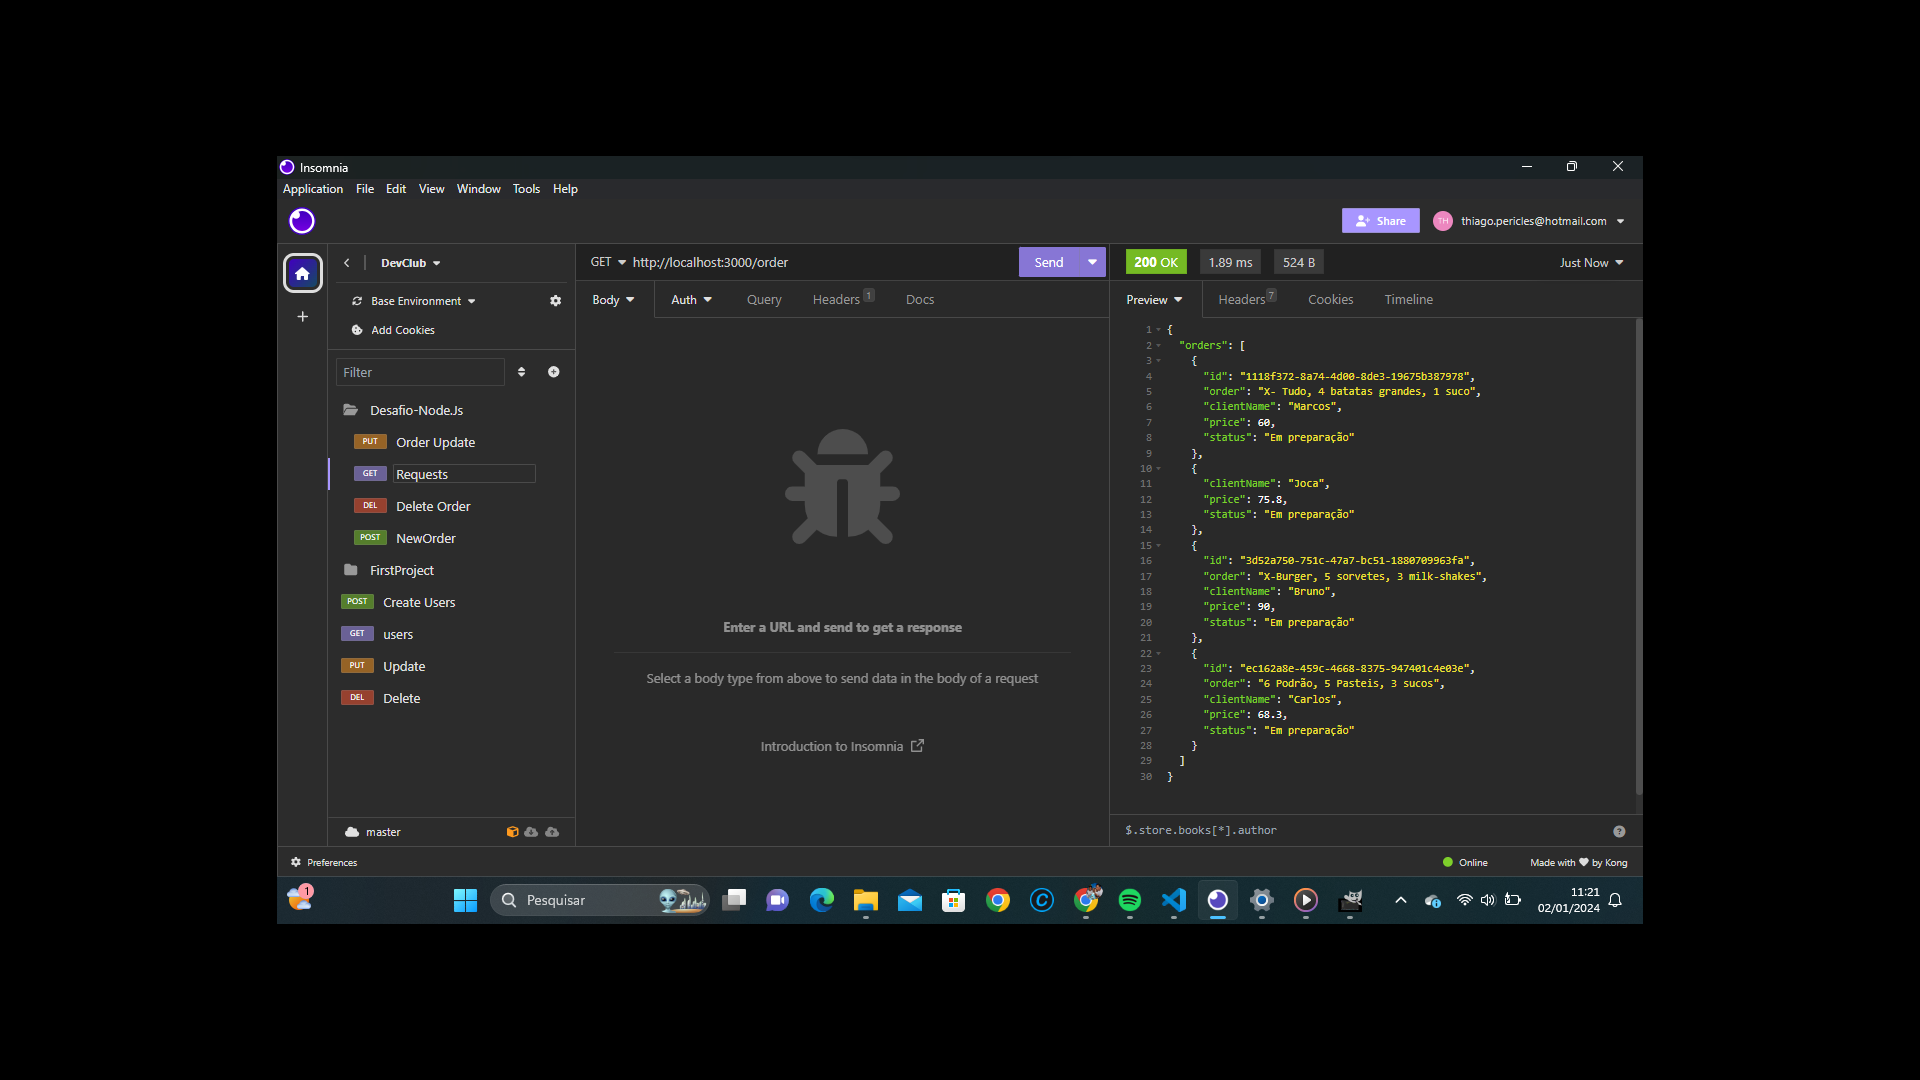 Insomnia
Application File Edit View Window Tools Help
Share TH thiago.pericles@hotmail.com
DevClub
Base Environment
Add Cookies
Filter
Desafio-Node.Js
PUT Order Update
GET Requests
DEL Delete Order
POST NewOrder
FirstProject
POST Create Users
GET users
PUT Update
DEL Delete
master
GET http://localhost:3000/order Send
Body Auth Query Headers 1 Docs
Enter a URL and send to get a response
Select a body type from above to send data in the body of a request
Introduction to Insomnia
200 OK 1.89 ms 524 B Just Now
Preview Headers 7 Cookies Timeline
1 {
2 "orders": [
3 {
4 "id": "1118f372-8a74-4d00-8de3-19675b387978",
5 "order": "X- Tudo, 4 batatas grandes, 1 suco",
6 "clientName": "Marcos",
7 "price": 60,
8 "status": "Em preparação"
9 },
10 {
11 "clientName": "Joca",
12 "price": 75.8,
13 "status": "Em preparação"
14 },
15 {
16 "id": "3d52a750-751c-47a7-bc51-1880709963fa",
17 "order": "X-Burger, 5 sorvetes, 3 milk-shakes",
18 "clientName": "Bruno",
19 "price": 90,
20 "status": "Em preparação"
21 },
22 {
23 "id": "ec162a8e-459c-4668-8375-947401c4e03e",
24 "order": "6 Podrão, 5 Pasteis, 3 sucos",
25 "clientName": "Carlos",
26 "price": 68.3,
27 "status": "Em preparação"
28 }
29 ]
30 }
$.store.books[*].author
Preferences
Online Made with ❤ by Kong
1
Pesquisar
11:21
02/01/2024